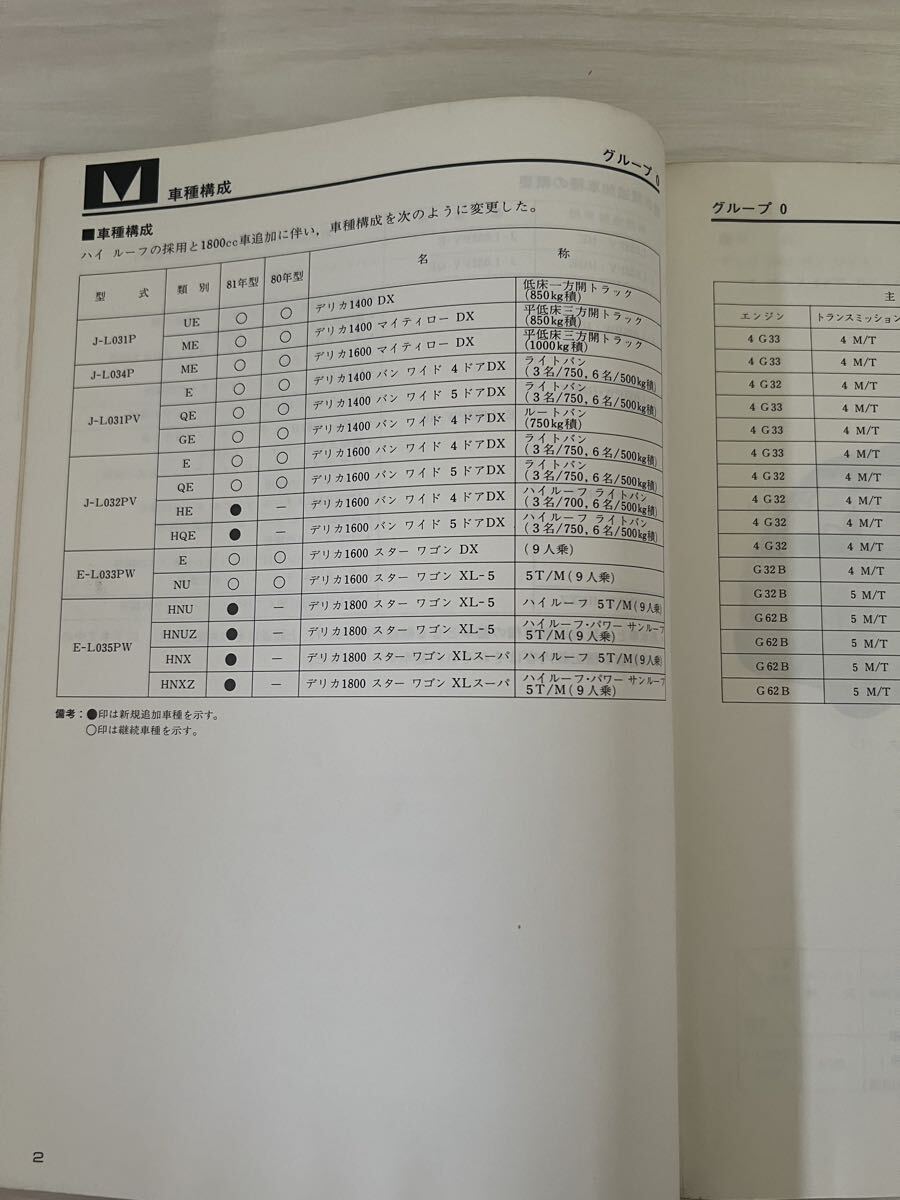 車種構成
グループ 0
■車種構成
ハイ ルーフの採用と1800cc車追加に伴い，車種構成を次のように変更した。
型 式 類 別 81年型 80年型 名 称
J-L031P UE ○ ○ デリカ1400 DX 低床一方開トラック (850kg積)
ME ○ ○ デリカ1400 マイティロー DX 平低床三方開トラック (850kg積)
J-L034P ME ○ ○ デリカ1600 マイティロー DX 平低床三方開トラック (1000kg積)
J-L031PV E ○ ○ デリカ1400 バン ワイド 4ドアDX ライトバン (3名/750, 6名/500kg積)
QE ○ ○ デリカ1400 バン ワイド 5ドアDX ライトバン (3名/750, 6名/500kg積)
GE ○ ○ デリカ1400 バン ワイド 4ドアDX ルートバン (750kg積)
J-L032PV E ○ ○ デリカ1600 バン ワイド 4ドアDX ライトバン (3名/750, 6名/500kg積)
QE ○ ○ デリカ1600 バン ワイド 5ドアDX ライトバン (3名/750, 6名/500kg積)
HE ● － デリカ1600 バン ワイド 4ドアDX ハイルーフ ライトバン (3名/700, 6名/500kg積)
HQE ● － デリカ1600 バン ワイド 5ドアDX ハイルーフ ライトバン (3名/750, 6名/500kg積)
E-L033PW E ○ ○ デリカ1600 スター ワゴン DX (9人乗)
NU ○ ○ デリカ1600 スター ワゴン XL-5 5T/M(9人乗)
E-L035PW HNU ● － デリカ1800 スター ワゴン XL-5 ハイルーフ 5T/M(9人乗)
HNUZ ● － デリカ1800 スター ワゴン XL-5 ハイルーフ・パワー サンルーフ 5T/M(9人乗)
HNX ● － デリカ1800 スター ワゴン XLスーパ ハイルーフ 5T/M(9人乗)
HNXZ ● － デリカ1800 スター ワゴン XLスーパ ハイルーフ・パワー サンルーフ 5T/M(9人乗)
備考：●印は新規追加車種を示す。
○印は継続車種を示す。
2
グループ 0
主
エンジン トランスミッション
4G33 4 M/T
4G33 4 M/T
4G32 4 M/T
4G33 4 M/T
4G33 4 M/T
4G33 4 M/T
4G32 4 M/T
4G32 4 M/T
4G32 4 M/T
4G32 4 M/T
G32B 4 M/T
G32B 5 M/T
G62B 5 M/T
G62B 5 M/T
G62B 5 M/T
G62B 5 M/T